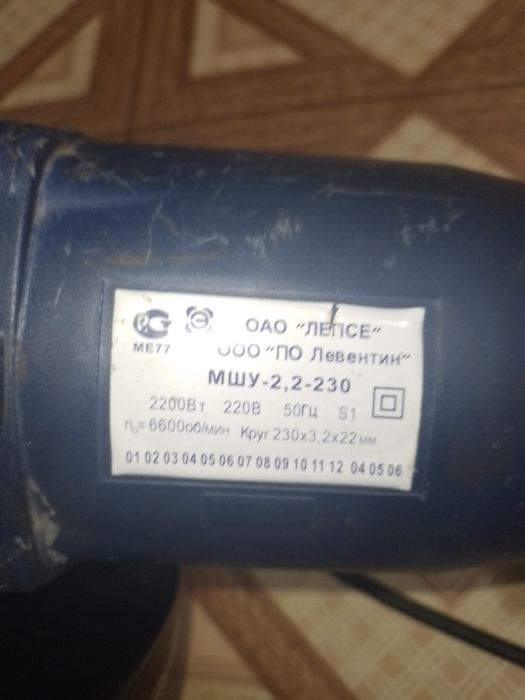 ОАО "ЛЕПСЕ"
МЕ77 ООО "ПО Левентин"
МШУ-2,2-230
2200Вт 220В 50ГЦ S1
n₀= 6600об/мин Круг 230х3,2х22мм
01 02 03 04 05 06 07 08 09 10 11 12 04 05 06